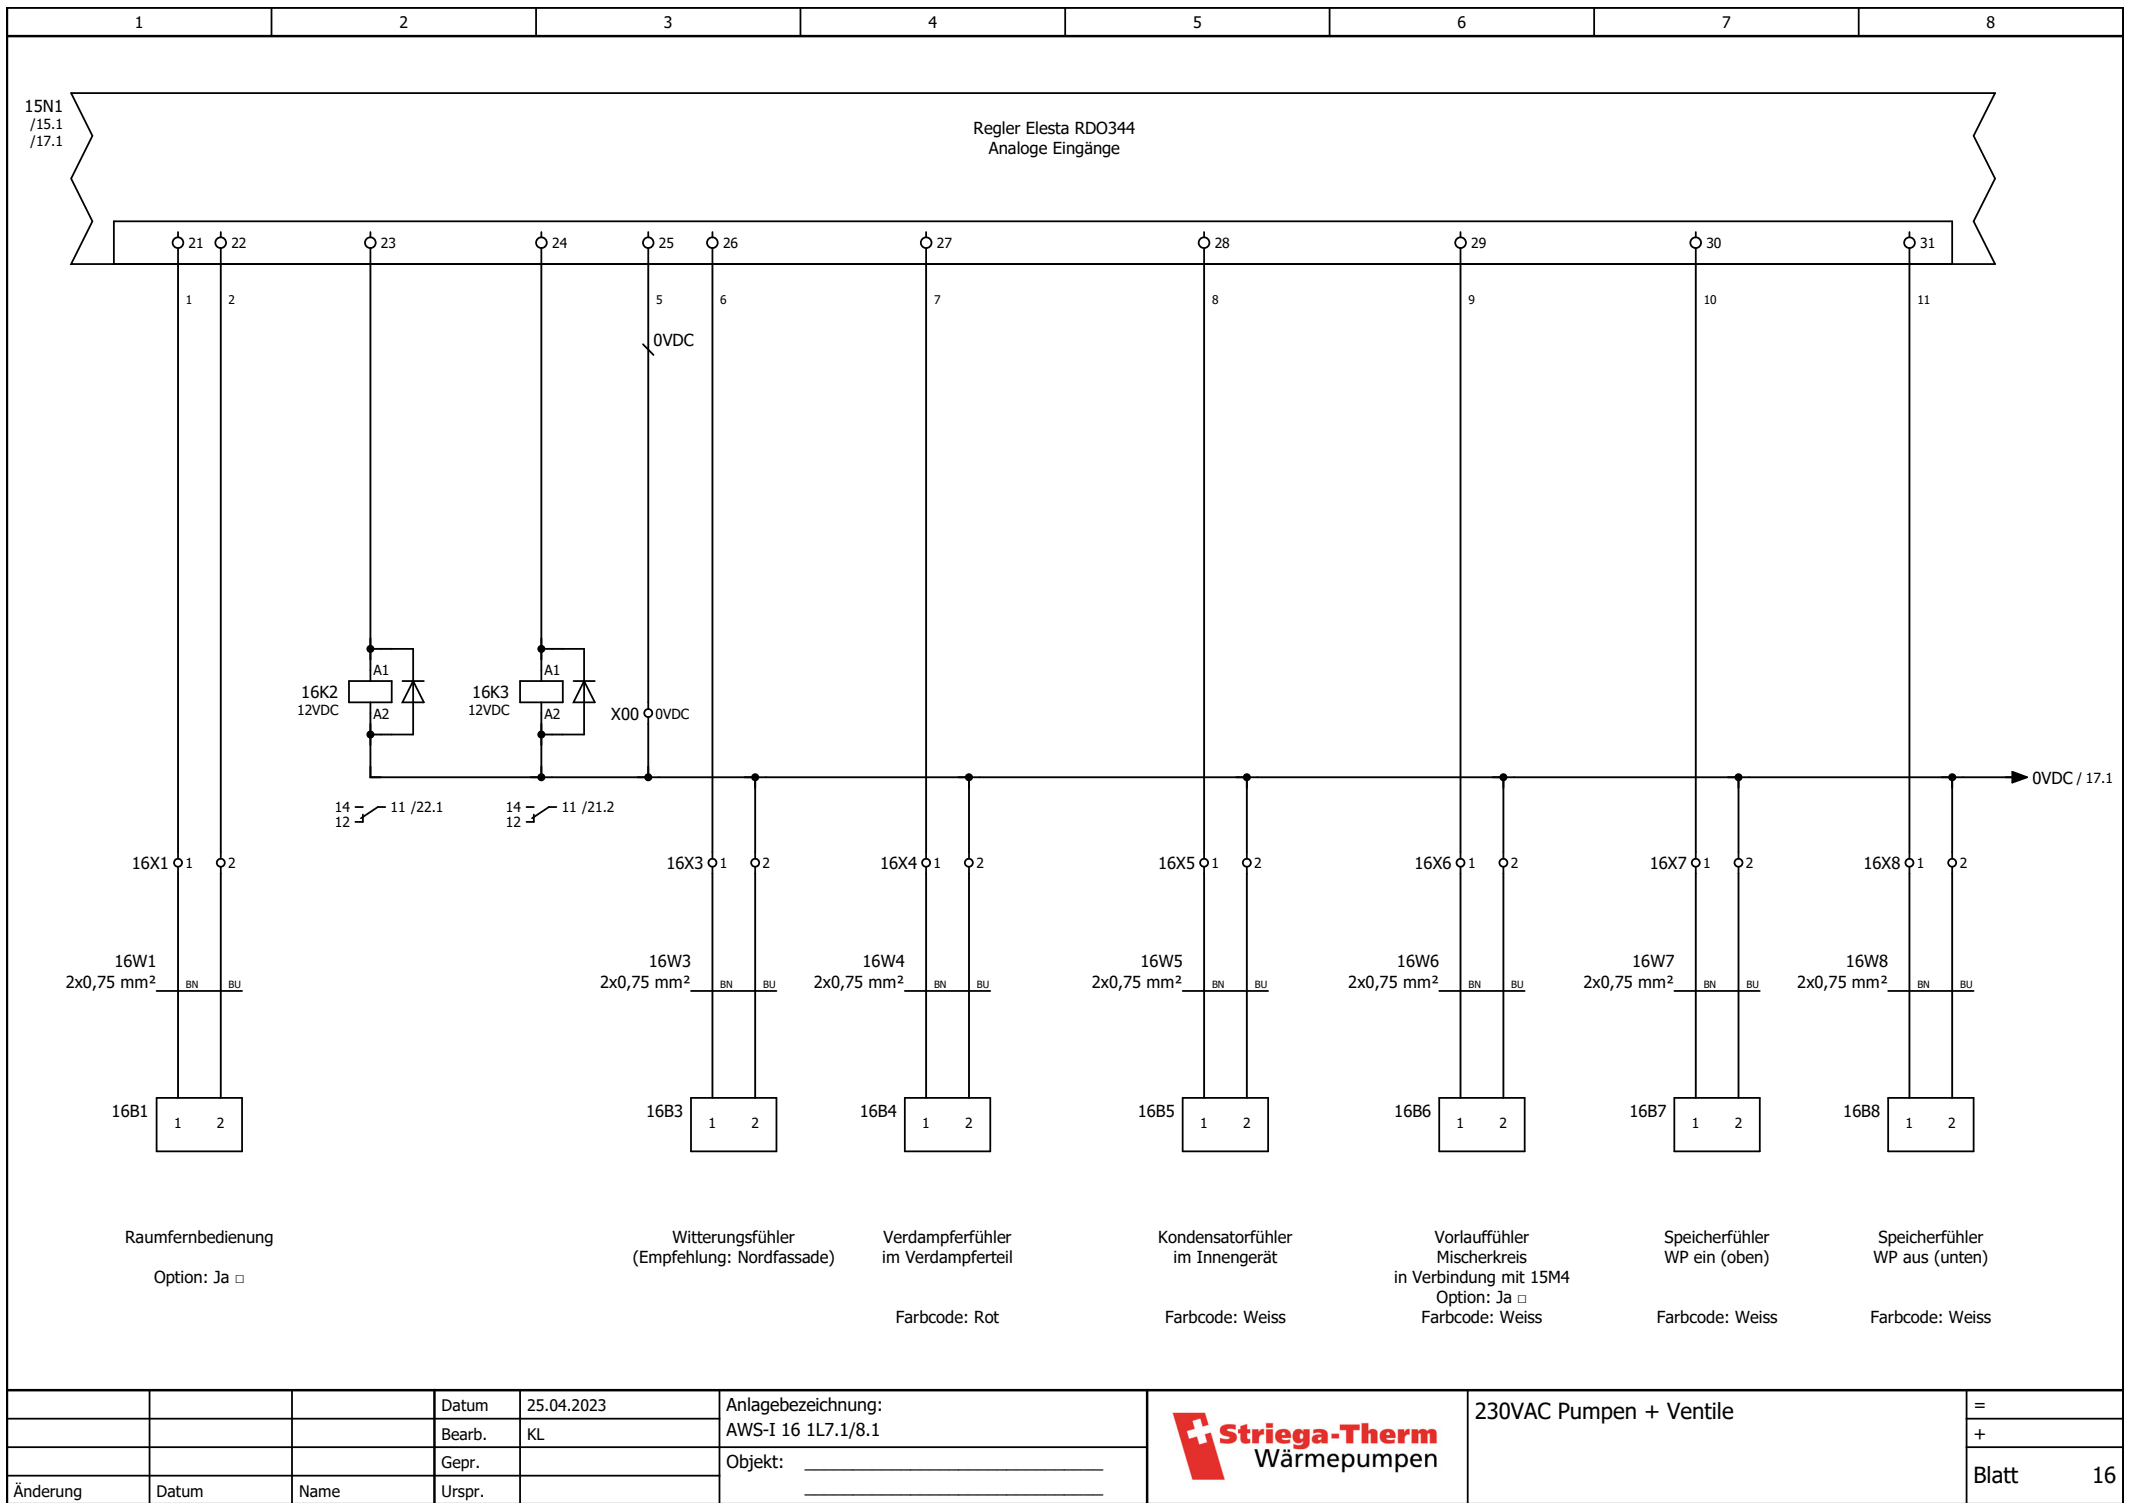 1 2 3 4 5 6 7 8
15N1
/15.1
/17.1
Regler Elesta RDO344
Analoge Eingänge
21 22 23 24 25 26 27 28 29 30 31
1 2 5 6 7 8 9 10 11
0VDC
16K2
12VDC
A1
A2
16K3
12VDC
A1
A2
X00 0VDC
0VDC / 17.1
14 11 /22.1
12
14 11 /21.2
12
16X1 1 2 16X3 1 2 16X4 1 2 16X5 1 2 16X6 1 2 16X7 1 2 16X8 1 2
16W1 16W3 16W4 16W5 16W6 16W7 16W8
2x0,75 mm² BN BU 2x0,75 mm² BN BU 2x0,75 mm² BN BU 2x0,75 mm² BN BU 2x0,75 mm² BN BU 2x0,75 mm² BN BU 2x0,75 mm² BN BU
16B1 1 2 16B3 1 2 16B4 1 2 16B5 1 2 16B6 1 2 16B7 1 2 16B8 1 2
Raumfernbedienung
Option: Ja □
Witterungsfühler
(Empfehlung: Nordfassade)
Verdampferfühler
im Verdampferteil
Farbcode: Rot
Kondensatorfühler
im Innengerät
Farbcode: Weiss
Vorlauffühler
Mischerkreis
in Verbindung mit 15M4
Option: Ja □
Farbcode: Weiss
Speicherfühler
WP ein (oben)
Farbcode: Weiss
Speicherfühler
WP aus (unten)
Farbcode: Weiss
Änderung Datum Name
Datum 25.04.2023
Bearb. KL
Gepr.
Urspr.
Anlagebezeichnung:
AWS-I 16 1L7.1/8.1
Objekt:
Striega-Therm
Wärmepumpen
230VAC Pumpen + Ventile
=
+
Blatt 16